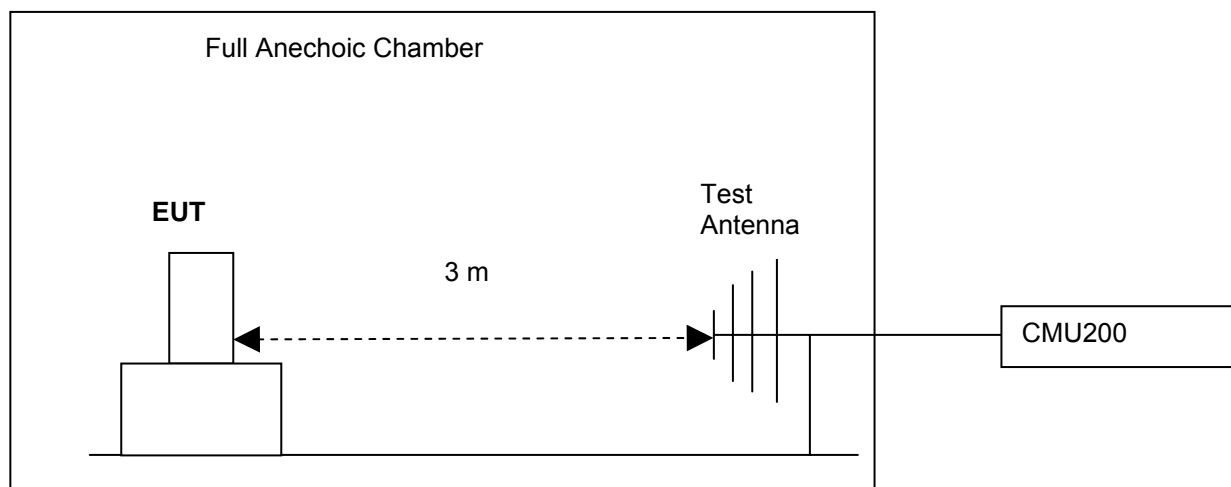 Full Anechoic Chamber
EUT
3 m
Test
Antenna
CMU200